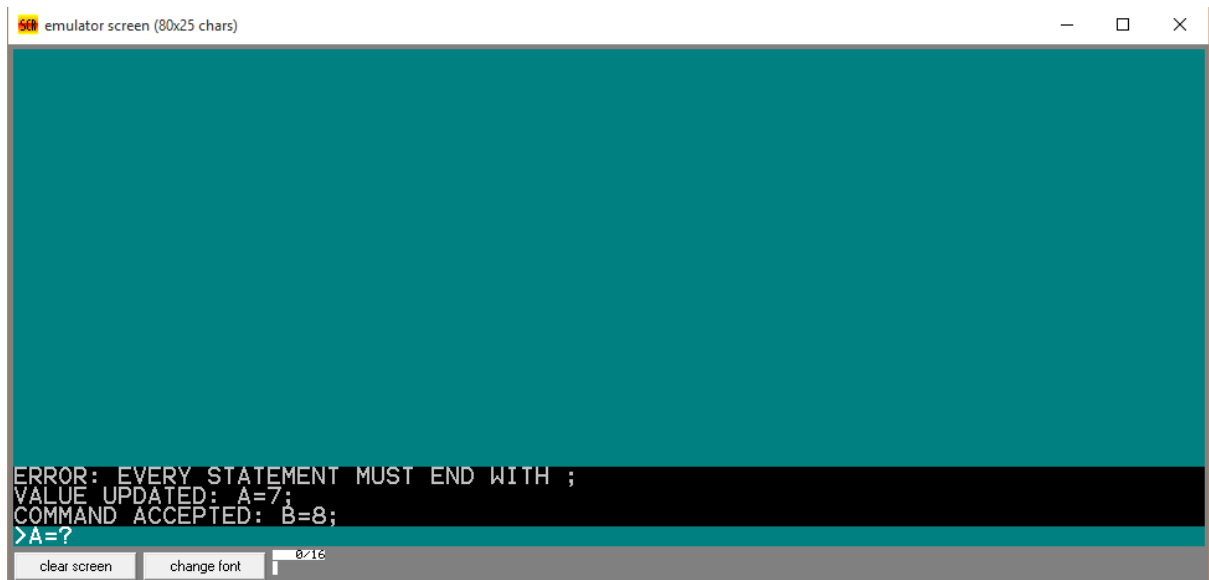 SCR emulator screen (80x25 chars)
ERROR: EVERY STATEMENT MUST END WITH ;
VALUE UPDATED: A=7;
COMMAND ACCEPTED: B=8;
>A=?
clear screen change font 0/16